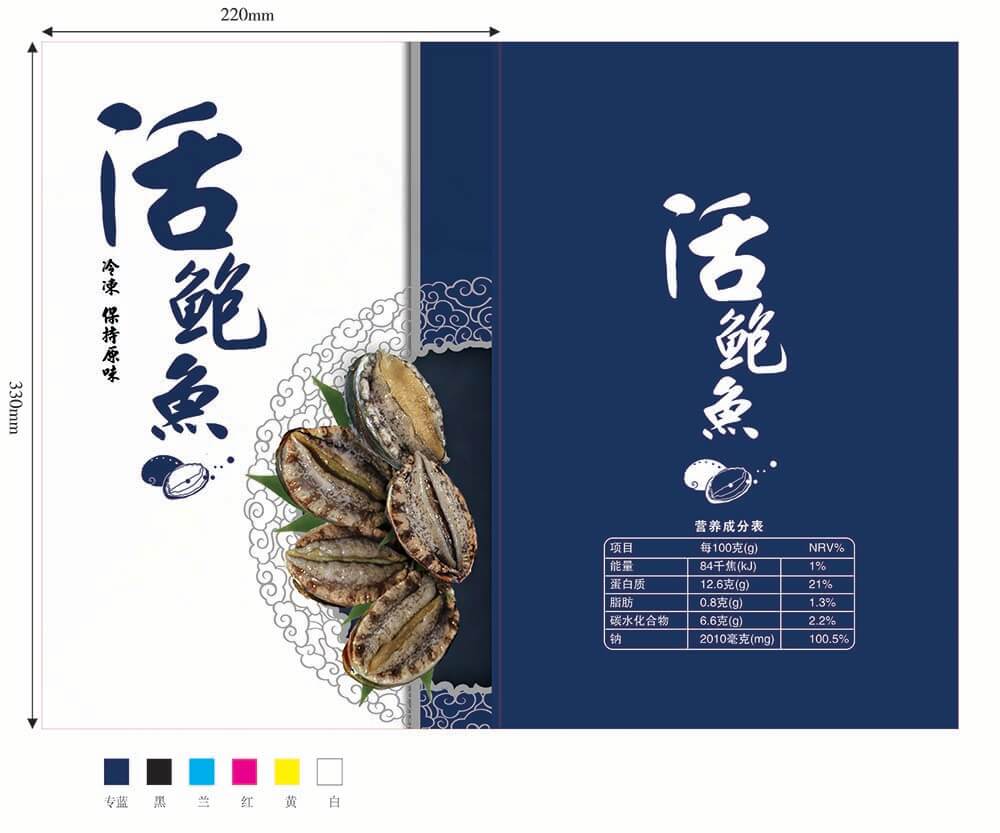 220mm
330mm
活鲍魚
冷凍 保持原味
活鲍魚
营养成分表
项目 每100克(g) NRV%
能量 84千焦(kJ) 1%
蛋白质 12.6克(g) 21%
脂肪 0.8克(g) 1.3%
碳水化合物 6.6克(g) 2.2%
钠 2010毫克(mg) 100.5%
专蓝 黑 兰 红 黄 白